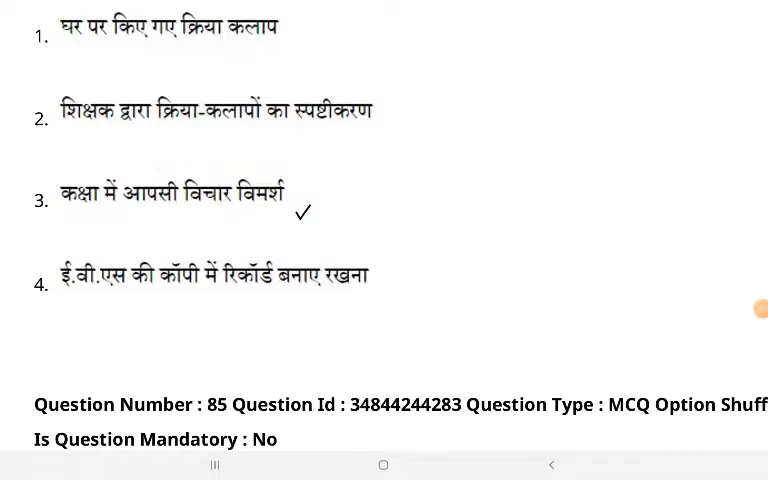 1. घर पर किए गए क्रिया कलाप
2. शिक्षक द्वारा क्रिया-कलापों का स्पष्टीकरण
3. कक्षा में आपसी विचार विमर्श
4. ई.वी.एस की कॉपी में रिकॉर्ड बनाए रखना
Question Number : 85 Question Id : 34844244283 Question Type : MCQ Option Shuff
Is Question Mandatory : No